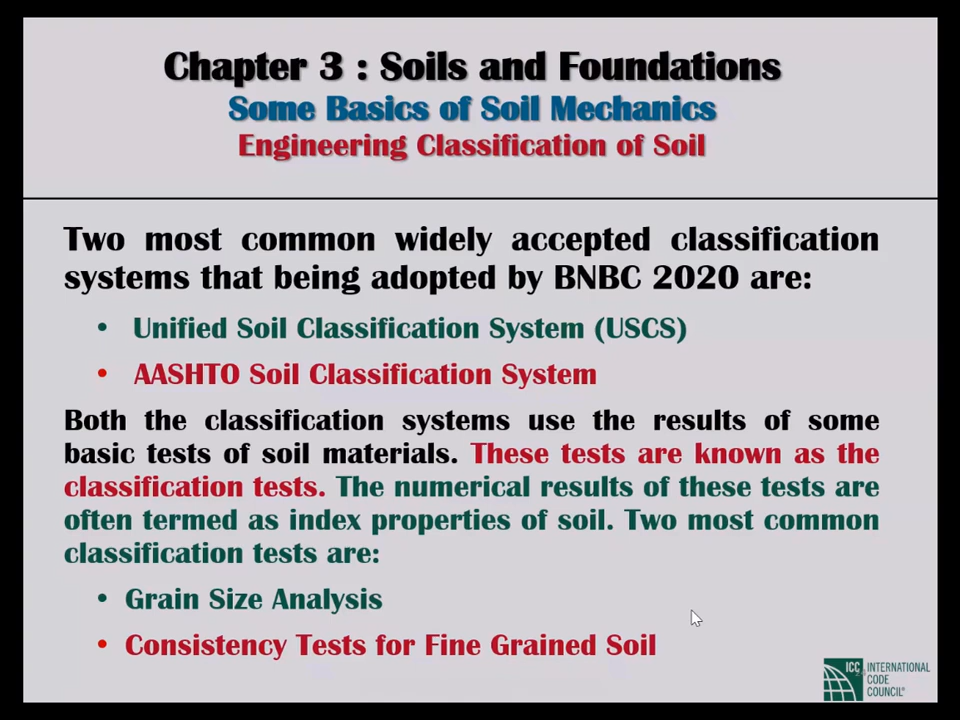 Chapter 3 : Soils and Foundations
Some Basics of Soil Mechanics
Engineering Classification of Soil
Two most common widely accepted classification
systems that being adopted by BNBC 2020 are:
• Unified Soil Classification System (USCS)
• AASHTO Soil Classification System
Both the classification systems use the results of some
basic tests of soil materials. These tests are known as the
classification tests. The numerical results of these tests are
often termed as index properties of soil. Two most common
classification tests are:
• Grain Size Analysis
• Consistency Tests for Fine Grained Soil
ICC INTERNATIONAL
CODE
COUNCIL®